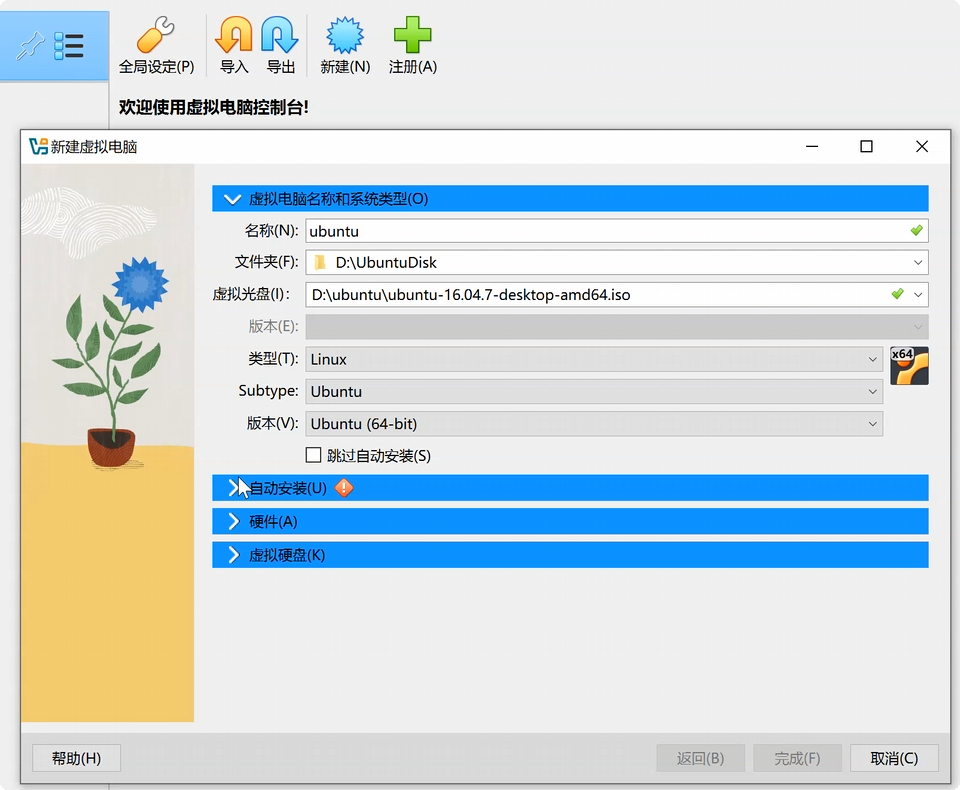 全局设定(P) 导入 导出 新建(N) 注册(A)
欢迎使用虚拟电脑控制台!
新建虚拟电脑
虚拟电脑名称和系统类型(O)
名称(N): ubuntu
文件夹(F): D:\UbuntuDisk
虚拟光盘(I): D:\ubuntu\ubuntu-16.04.7-desktop-amd64.iso
版本(E):
类型(T): Linux
x64
Subtype: Ubuntu
版本(V): Ubuntu (64-bit)
跳过自动安装(S)
自动安装(U)
硬件(A)
虚拟硬盘(K)
帮助(H) 返回(B) 完成(F) 取消(C)